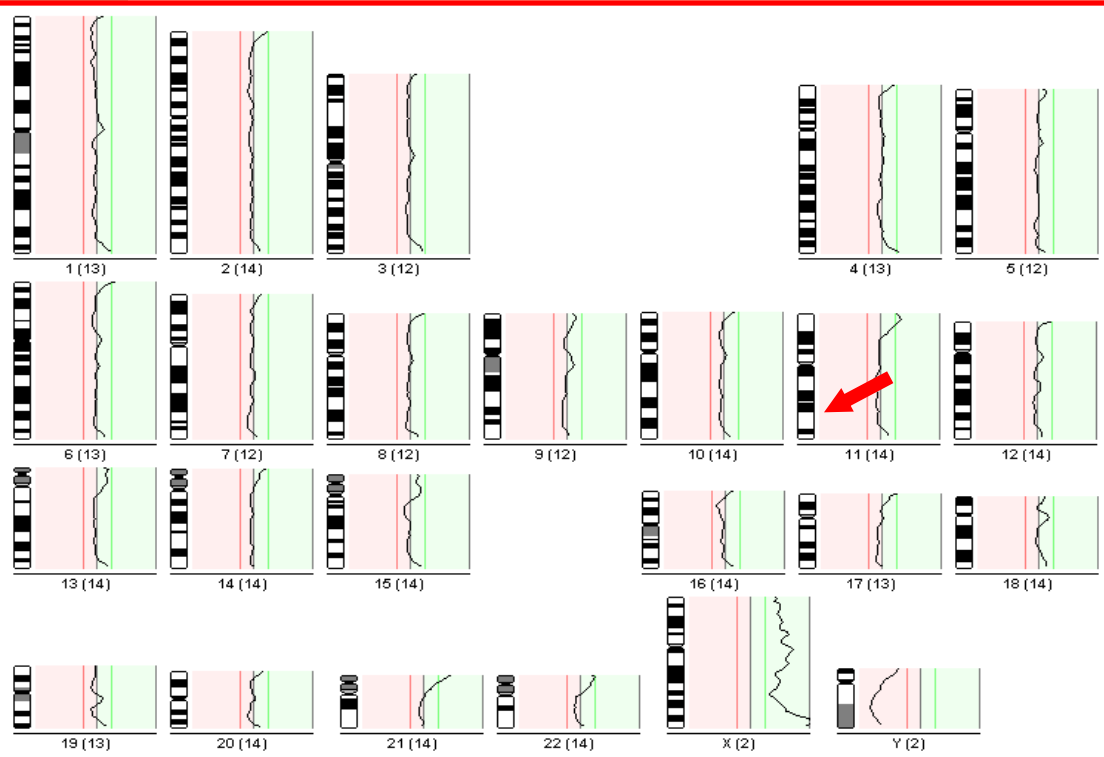 1 (13) 2 (14) 3 (12) 4 (13) 5 (12)
6 (13) 7 (12) 8 (12) 9 (12) 10 (14) 11 (14) 12 (14)
13 (14) 14 (14) 15 (14) 16 (14) 17 (13) 18 (14)
19 (13) 20 (14) 21 (14) 22 (14) X (2) Y (2)